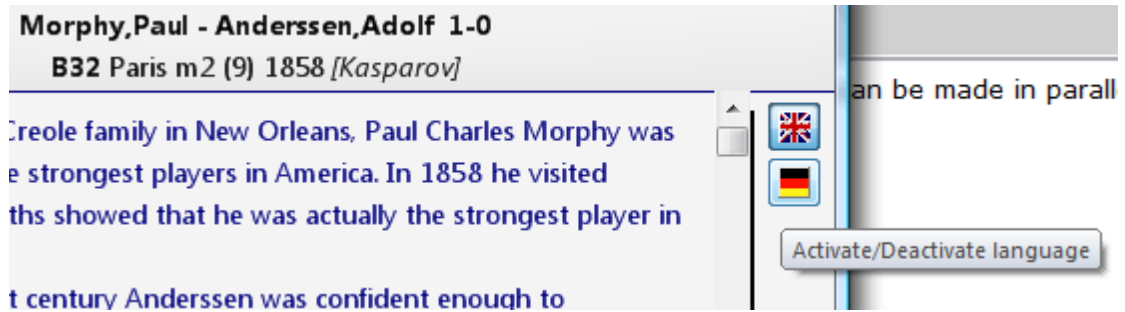 Morphy,Paul - Anderssen,Adolf 1-0
B32 Paris m2 (9) 1858 [Kasparov]
an be made in parall
Creole family in New Orleans, Paul Charles Morphy was
e strongest players in America. In 1858 he visited
ths showed that he was actually the strongest player in
Activate/Deactivate language
t century Anderssen was confident enough to